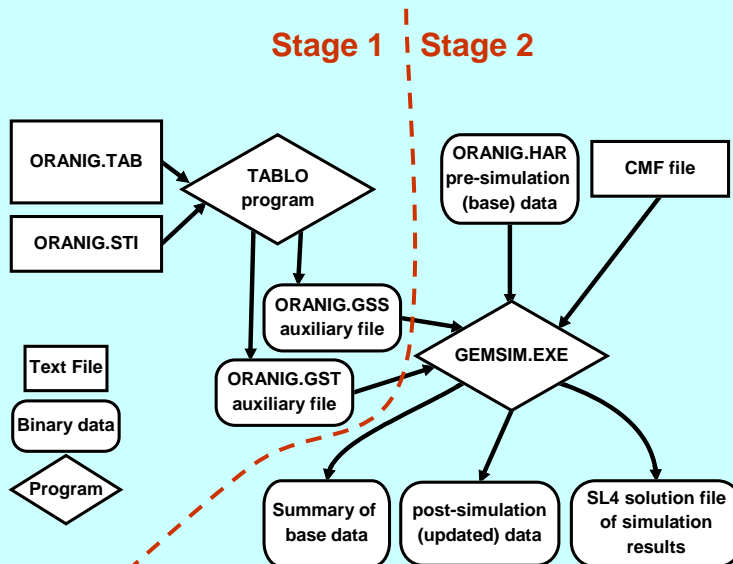 Stage 1
Stage 2
ORANIG.TAB
ORANIG.STI
TABLO
program
ORANIG.HAR
pre-simulation
(base) data
CMF file
ORANIG.GSS
auxiliary file
ORANIG.GST
auxiliary file
GEMSIM.EXE
Text File
Binary data
Program
Summary of
base data
post-simulation
(updated) data
SL4 solution file
of simulation
results